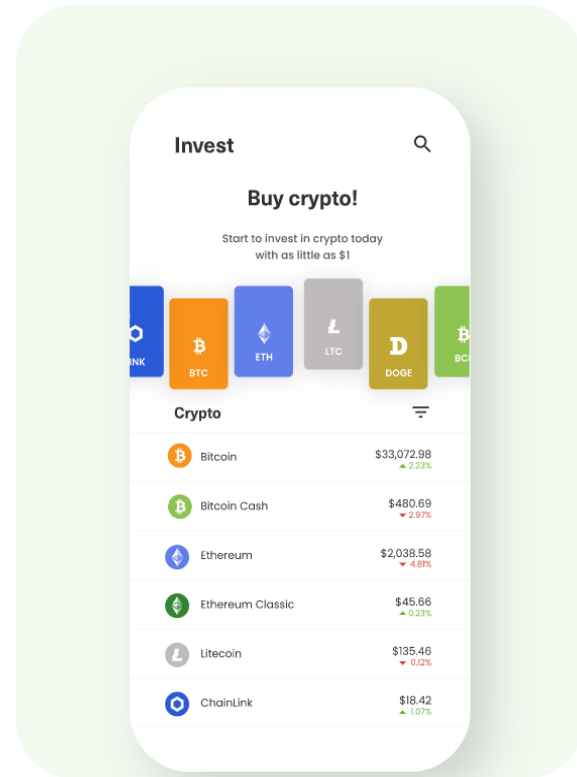 Invest
Buy crypto!
Start to invest in crypto today
with as little as $1
INK
BTC
ETH
LTC
DOGE
BC
Crypto
Bitcoin
$33,072.98
2.23%
Bitcoin Cash
$480.69
2.97%
Ethereum
$2,038.58
4.81%
Ethereum Classic
$45.66
0.23%
Litecoin
$135.46
0.12%
ChainLink
$18.42
1.07%